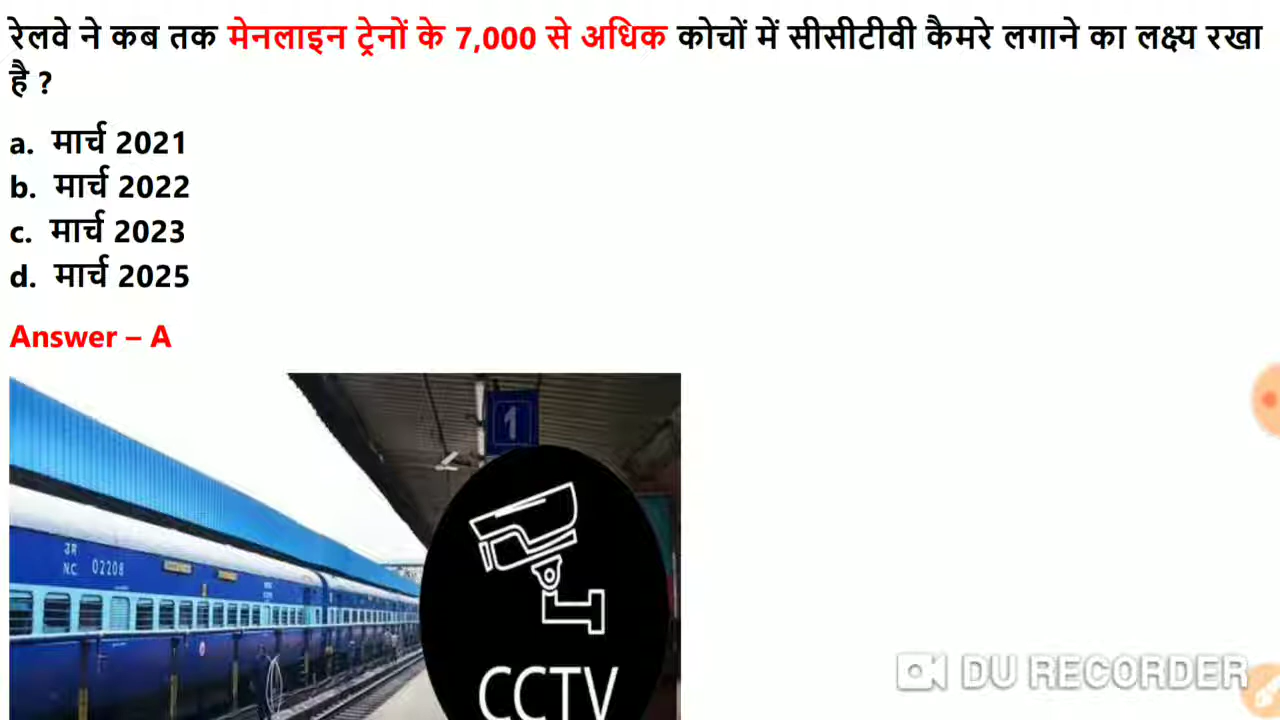 रेलवे ने कब तक मेनलाइन ट्रेनों के 7,000 से अधिक कोचों में सीसीटीवी कैमरे लगाने का लक्ष्य रखा
है ?
a. मार्च 2021
b. मार्च 2022
c. मार्च 2023
d. मार्च 2025
Answer – A
1
JR
N.C. 02208
CCTV
DU RECORDER